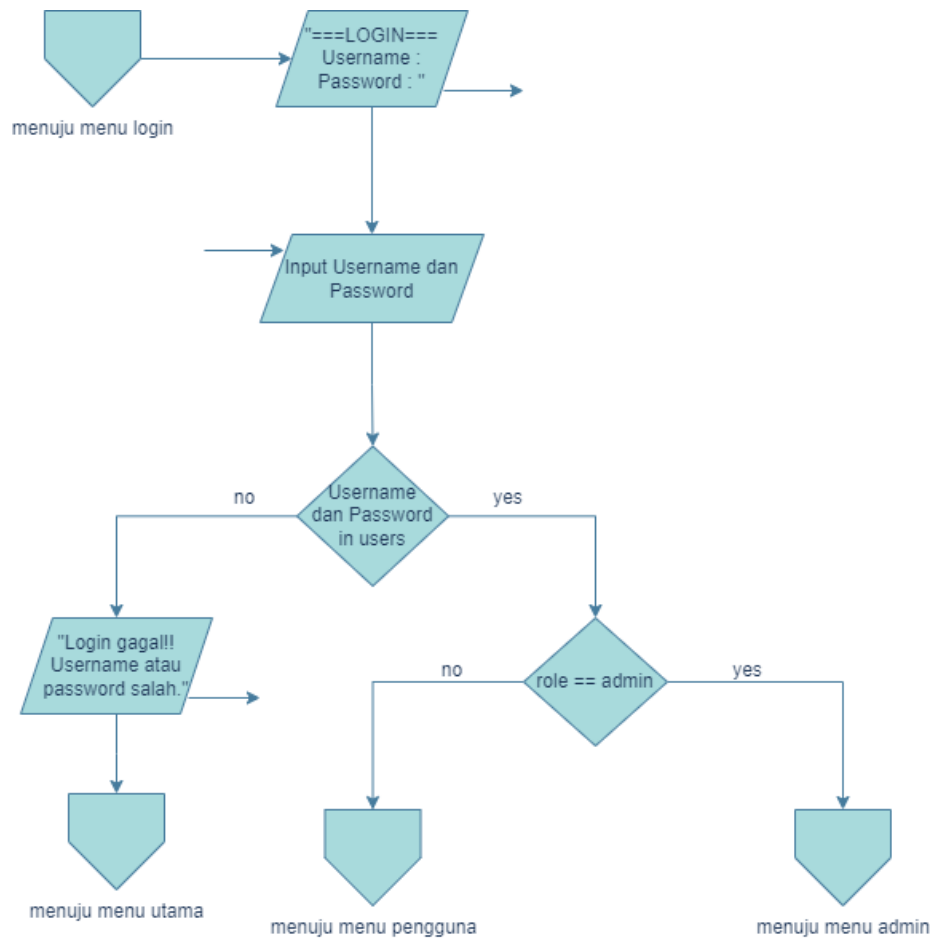 "===LOGIN===
Username :
Password : "
menuju menu login
Input Username dan
Password
Username
dan Password
in users
no
yes
"Login gagal!!
Username atau
password salah."
role == admin
no
yes
menuju menu utama
menuju menu pengguna
menuju menu admin